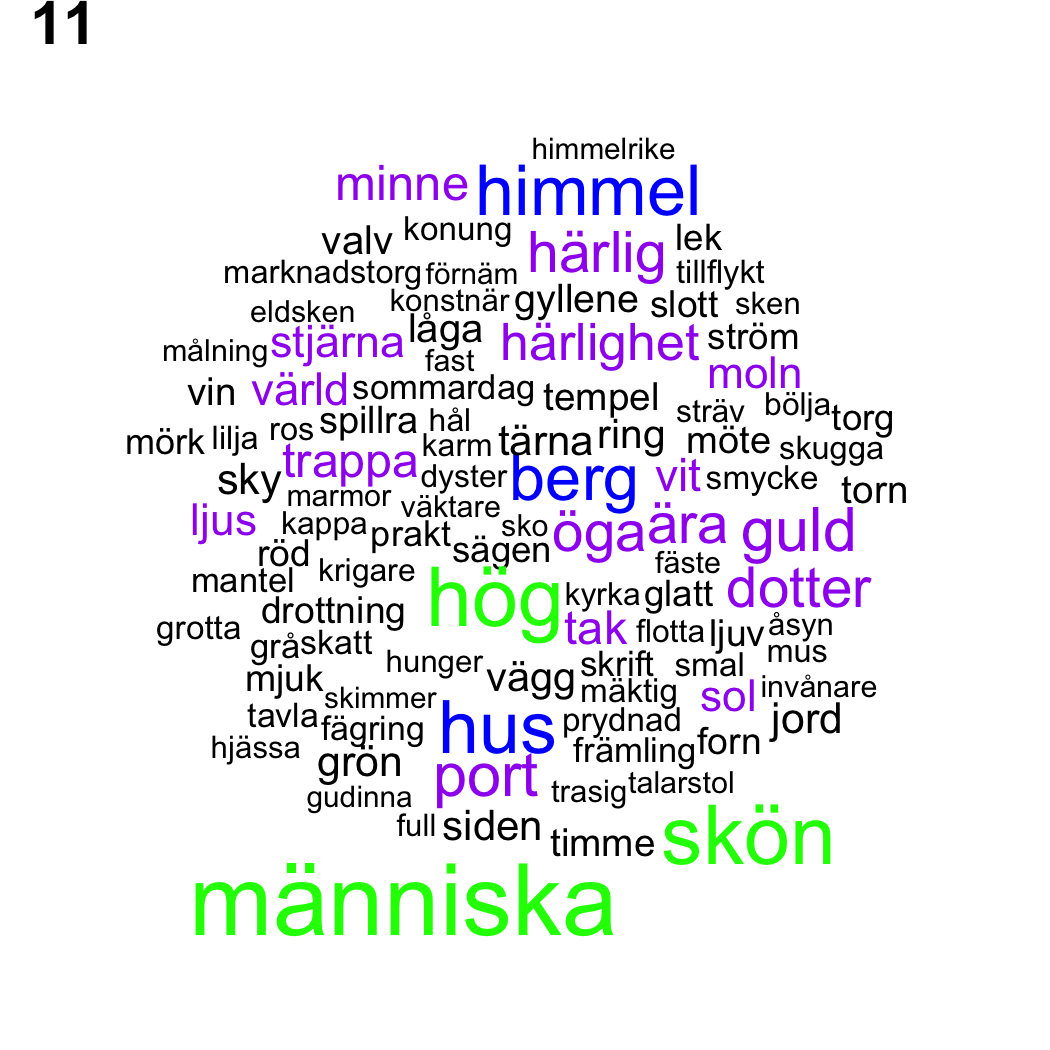 11
himmelrike
minne himmel
valv konung härlig lek
marknadstorg förnäm tillflykt
eldsken konstnär gyllene slott sken
målning stjärna låga härlighet ström
fast moln
vin värld sommardag tempel sträv bölja torg
mörk lilja ros spillra hål karm tärna ring möte skugga
sky trappa dyster berg vit smycke torn
marmor väktare
ljus kappa prakt sko öga ära guld
röd sägen fäste
mantel krigare hög kyrka glatt dotter
grotta drottning tak flotta ljuv åsyn
grå skatt hunger vägg skrift smal mus
mjuk skimmer mäktig sol invånare
tavla fägring hus prydnad jord
hjässa grön port främling forn
gudinna trasig talarstol
full siden timme skön
människa